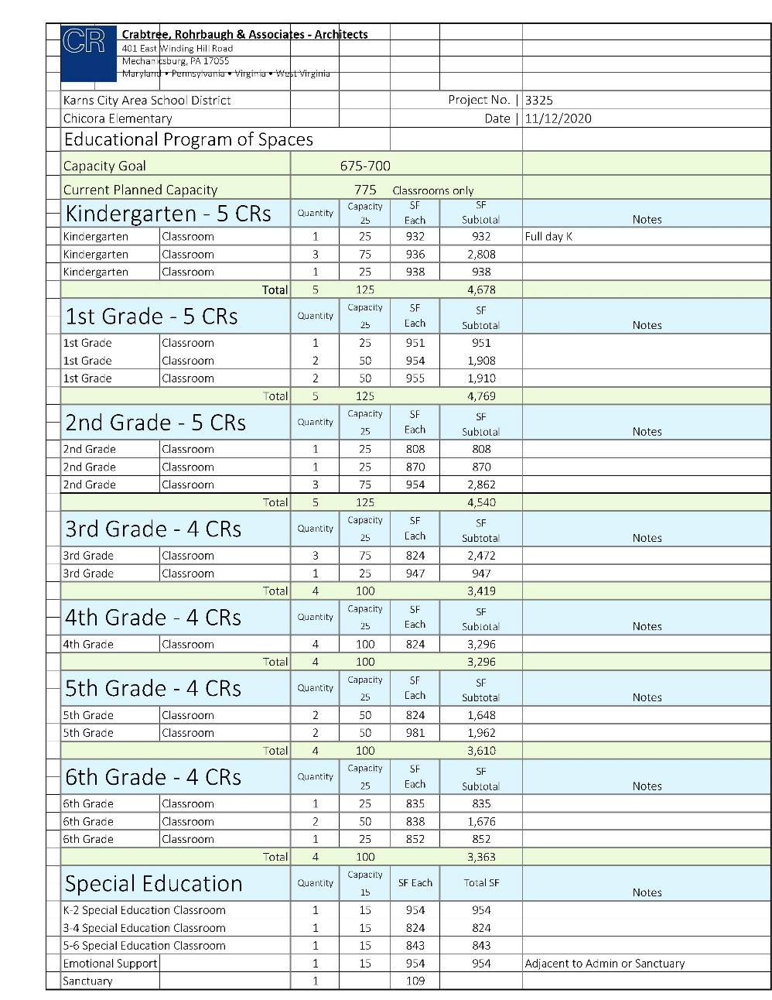 CR
Crabtree, Rohrbaugh & Associates - Architects
401 East Winding Hill Road
Mechanicsburg, PA 17055
Maryland • Pennsylvania • Virginia • West Virginia
Karns City Area School District Project No. | 3325
Chicora Elementary Date | 11/12/2020
Educational Program of Spaces
Capacity Goal 675-700
Current Planned Capacity 775 Classrooms only
Kindergarten - 5 CRs Quantity Capacity 25 SF Each SF Subtotal Notes
Kindergarten Classroom 1 25 932 932 Full day K
Kindergarten Classroom 3 75 936 2,808
Kindergarten Classroom 1 25 938 938
Total 5 125 4,678
1st Grade - 5 CRs Quantity Capacity 25 SF Each SF Subtotal Notes
1st Grade Classroom 1 25 951 951
1st Grade Classroom 2 50 954 1,908
1st Grade Classroom 2 50 955 1,910
Total 5 125 4,769
2nd Grade - 5 CRs Quantity Capacity 25 SF Each SF Subtotal Notes
2nd Grade Classroom 1 25 808 808
2nd Grade Classroom 1 25 870 870
2nd Grade Classroom 3 75 954 2,862
Total 5 125 4,540
3rd Grade - 4 CRs Quantity Capacity 25 SF Each SF Subtotal Notes
3rd Grade Classroom 3 75 824 2,472
3rd Grade Classroom 1 25 947 947
Total 4 100 3,419
4th Grade - 4 CRs Quantity Capacity 25 SF Each SF Subtotal Notes
4th Grade Classroom 4 100 824 3,296
Total 4 100 3,296
5th Grade - 4 CRs Quantity Capacity 25 SF Each SF Subtotal Notes
5th Grade Classroom 2 50 824 1,648
5th Grade Classroom 2 50 981 1,962
Total 4 100 3,610
6th Grade - 4 CRs Quantity Capacity 25 SF Each SF Subtotal Notes
6th Grade Classroom 1 25 835 835
6th Grade Classroom 2 50 838 1,676
6th Grade Classroom 1 25 852 852
Total 4 100 3,363
Special Education Quantity Capacity 15 SF Each Total SF Notes
K-2 Special Education Classroom 1 15 954 954
3-4 Special Education Classroom 1 15 824 824
5-6 Special Education Classroom 1 15 843 843
Emotional Support 1 15 954 954 Adjacent to Admin or Sanctuary
Sanctuary 1 109